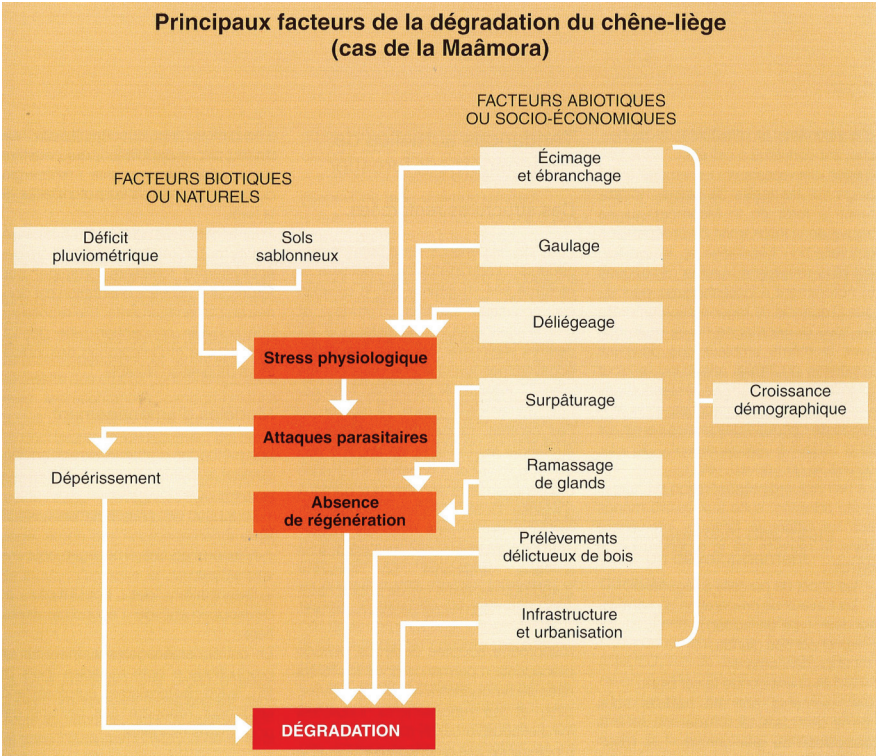 Principaux facteurs de la dégradation du chêne-liège
(cas de la Maâmora)
FACTEURS ABIOTIQUES
OU SOCIO-ÉCONOMIQUES
FACTEURS BIOTIQUES
OU NATURELS
Écimage
et ébranchage
Déficit
pluviométrique
Sols
sablonneux
Gaulage
Déliégeage
Stress physiologique
Surpâturage
Croissance
démographique
Attaques parasitaires
Dépérissement
Ramassage
de glands
Absence
de régénération
Prélèvements
délictueux de bois
Infrastructure
et urbanisation
DÉGRADATION